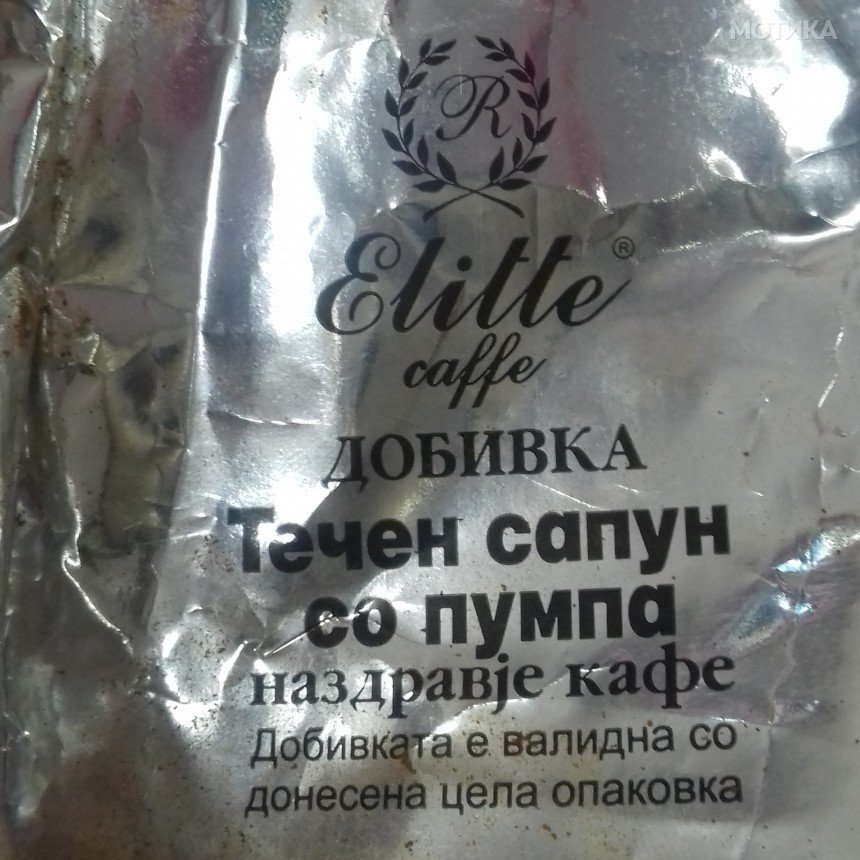 МОТИКА
R
Elitte®
caffe
ДОБИВКА
Течен сапун
со пумпа
наздравје кафе
Добивката е валидна со
донесена цела опаковка